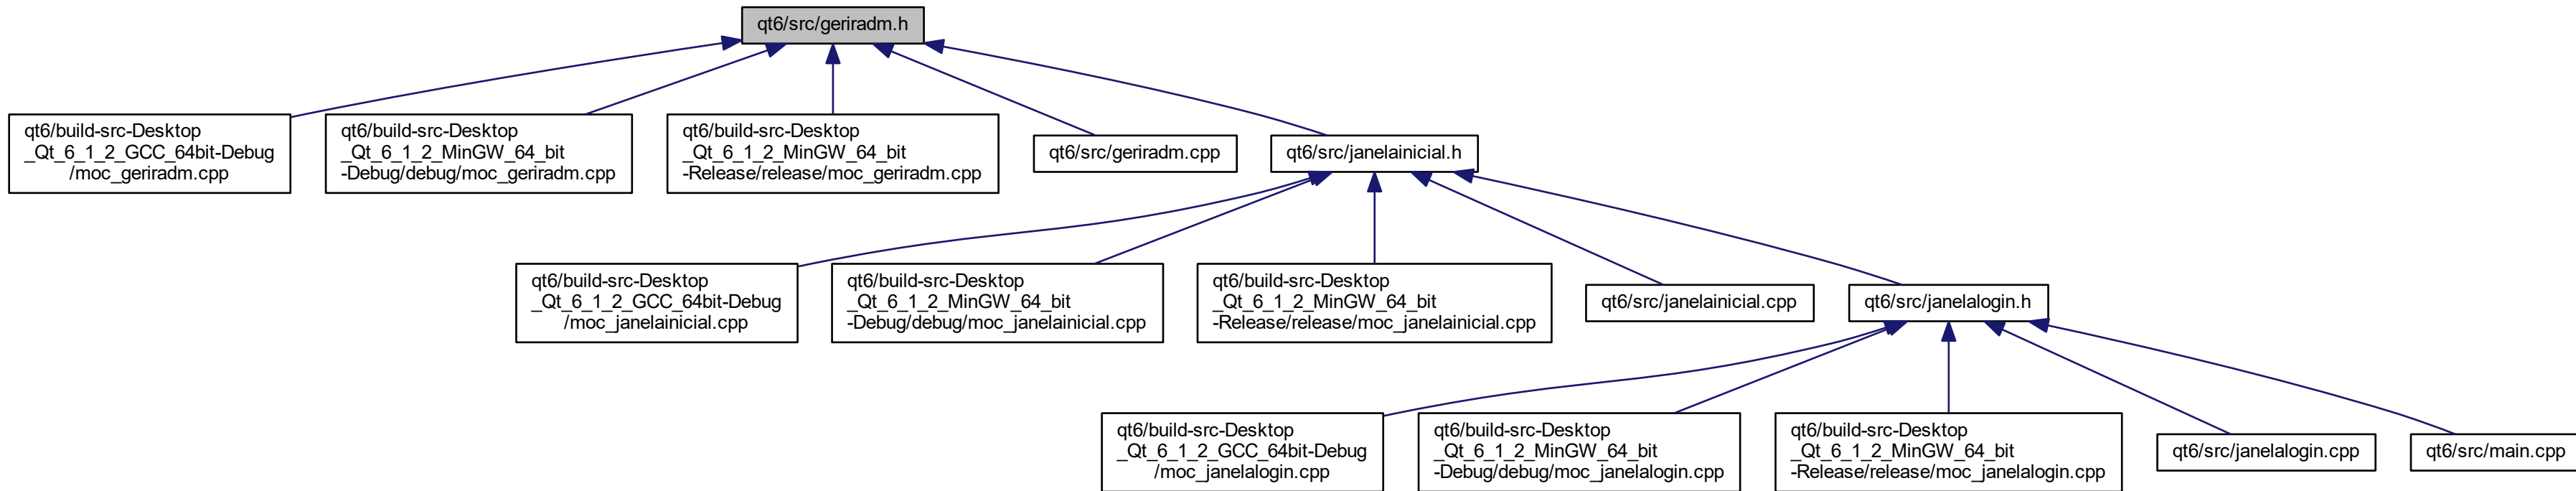 qt6/src/geriradm.h
qt6/build-src-Desktop
_Qt_6_1_2_GCC_64bit-Debug
/moc_geriradm.cpp
qt6/build-src-Desktop
_Qt_6_1_2_MinGW_64_bit
-Debug/debug/moc_geriradm.cpp
qt6/build-src-Desktop
_Qt_6_1_2_MinGW_64_bit
-Release/release/moc_geriradm.cpp
qt6/src/geriradm.cpp
qt6/src/janelainicial.h
qt6/build-src-Desktop
_Qt_6_1_2_GCC_64bit-Debug
/moc_janelainicial.cpp
qt6/build-src-Desktop
_Qt_6_1_2_MinGW_64_bit
-Debug/debug/moc_janelainicial.cpp
qt6/build-src-Desktop
_Qt_6_1_2_MinGW_64_bit
-Release/release/moc_janelainicial.cpp
qt6/src/janelainicial.cpp
qt6/src/janelalogin.h
qt6/build-src-Desktop
_Qt_6_1_2_GCC_64bit-Debug
/moc_janelalogin.cpp
qt6/build-src-Desktop
_Qt_6_1_2_MinGW_64_bit
-Debug/debug/moc_janelalogin.cpp
qt6/build-src-Desktop
_Qt_6_1_2_MinGW_64_bit
-Release/release/moc_janelalogin.cpp
qt6/src/janelalogin.cpp
qt6/src/main.cpp